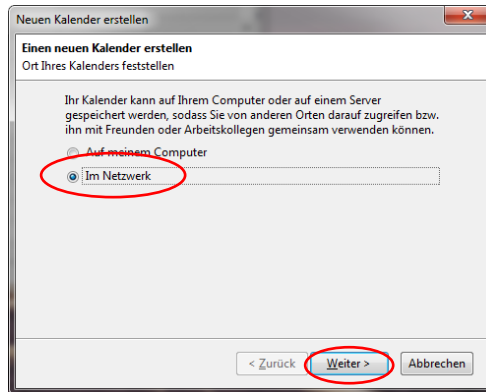 Neuen Kalender erstellen
Einen neuen Kalender erstellen
Ort Ihres Kalenders feststellen
Ihr Kalender kann auf Ihrem Computer oder auf einem Server
gespeichert werden, sodass Sie von anderen Orten darauf zugreifen bzw.
ihn mit Freunden oder Arbeitskollegen gemeinsam verwenden können.
Auf meinem Computer
Im Netzwerk
< Zurück Weiter > Abbrechen